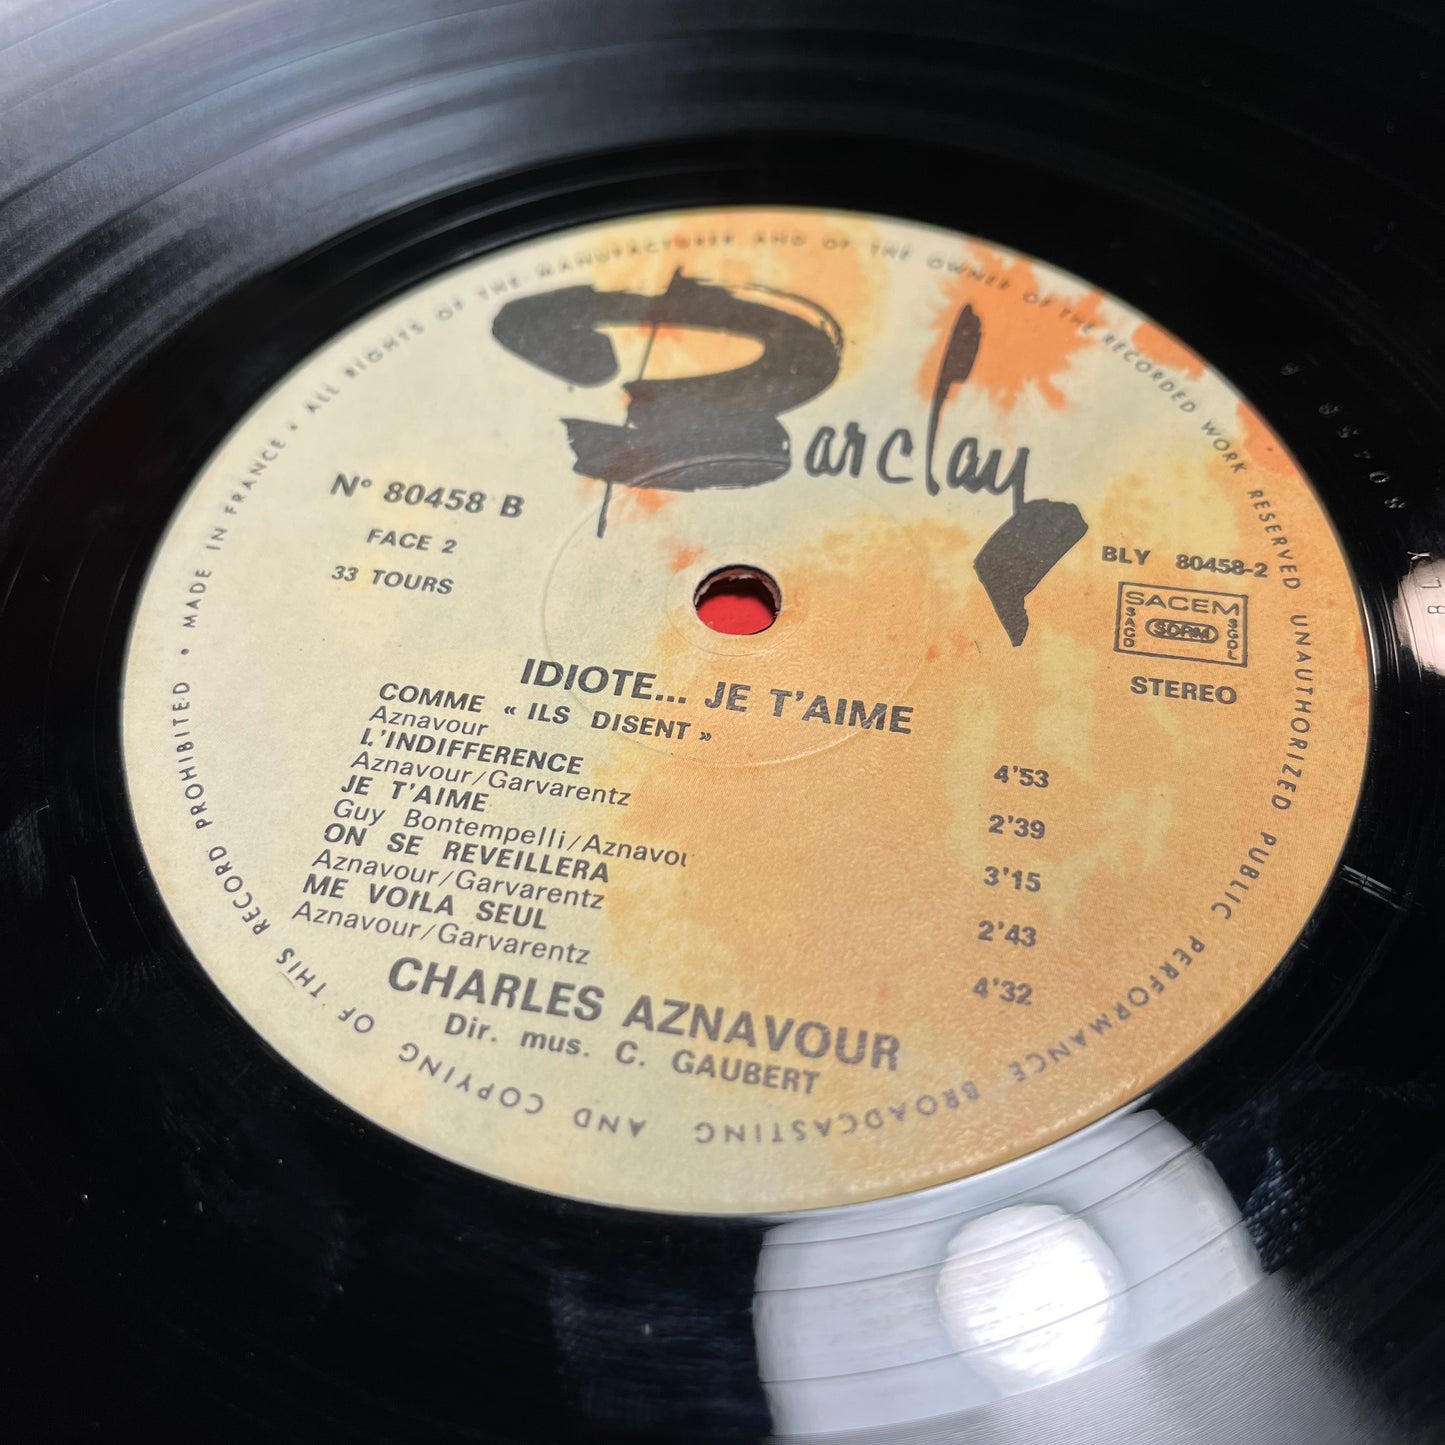 • MADE IN FRANCE • ALL RIGHTS OF THE MANUFACTURER AND OF THE OWNER OF THE RECORDED WORK RESERVED UNAUTHORIZED PUBLIC PERFORMANCE BROADCASTING AND COPYING OF THIS RECORD PROHIBITED
Barclay
N° 80458 B
FACE 2
33 TOURS
BLY 80458-2
SACEM
SACD
SDRM
SGDL
STEREO
IDIOTE... JE T'AIME
COMME « ILS DISENT »
Aznavour 4'53
L'INDIFFERENCE
Aznavour/Garvarentz 2'39
JE T'AIME
Guy Bontempelli/Aznavou 3'15
ON SE REVEILLERA
Aznavour/Garvarentz 2'43
ME VOILA SEUL
Aznavour/Garvarentz 4'32
CHARLES AZNAVOUR
Dir. mus. C. GAUBERT